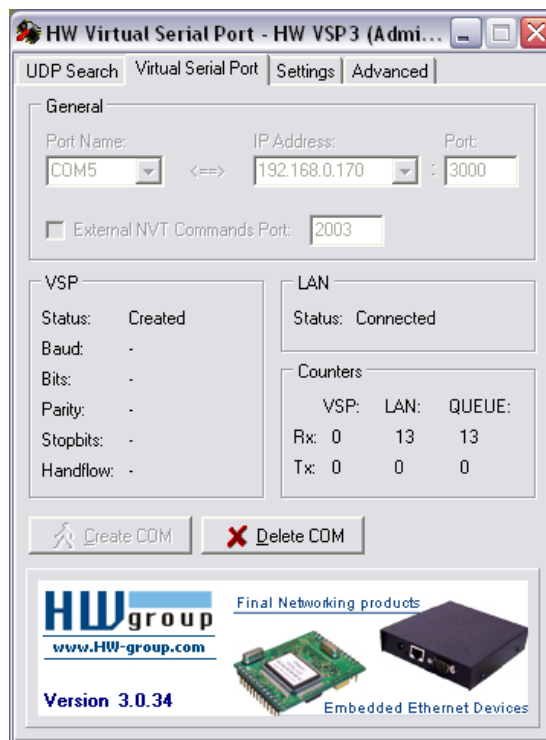 HW Virtual Serial Port - HW VSP3 (Admi...
UDP Search Virtual Serial Port Settings Advanced
General
Port Name: IP Address: Port:
COM5 <==> 192.168.0.170 : 3000
External NVT Commands Port: 2003
VSP
Status: Created
Baud: -
Bits: -
Parity: -
Stopbits: -
Handflow: -
LAN
Status: Connected
Counters
VSP: LAN: QUEUE:
Rx: 0 13 13
Tx: 0 0 0
Create COM Delete COM
HW group
www.HW-group.com
Version 3.0.34
Final Networking products
Embedded Ethernet Devices